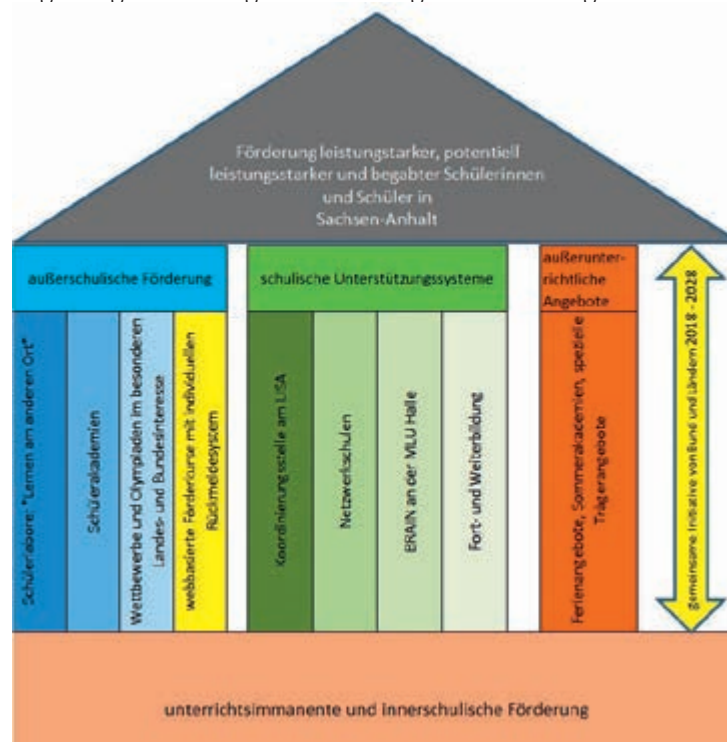 Förderung leistungstarker, potentiell
leistungsstarker und begabter Schülerinnen
und Schüler in
Sachsen-Anhalt
außerschulische Förderung
schulische Unterstützungssysteme
außerunter-
richtliche
Angebote
Schülerlabore: "Lernen am anderen Ort"
Schülerakademien
Wettbewerbe und Olympiaden im besonderen
Landes- und Bundesinteresse
webbasierte Fördercurse mit individuellen
Rückmeldesystem
Koordinierungsstelle am LISA
Netzwerkschulen
BRAIN an der MLU Halle
Fort- und Weiterbildung
Ferienangebote, Sommerakademien, spezielle
Trägerangebote
gemeinsame Initiative von Bund und Ländern 2018 - 2028
unterrichtsimmanente und innerschulische Förderung